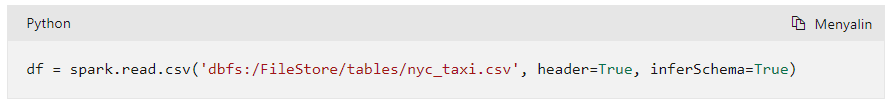 Python
Menyalin
df = spark.read.csv('dbfs:/FileStore/tables/nyc_taxi.csv', header=True, inferSchema=True)